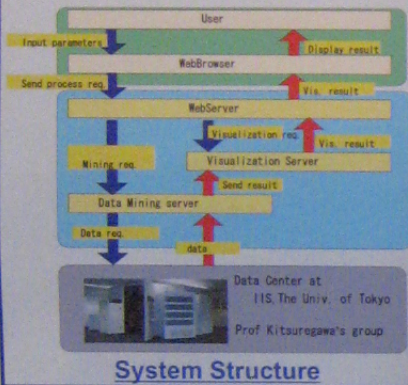 User
Input parameters
Display result
WebBrowser
Send process req.
Vis. result
WebServer
Visualization req.
Vis. result
Mining req.
Visualization Server
Send result
Data Mining server
Data req.
data
Data Center at
IIS, The Univ. of Tokyo
Prof Kitsuregawa's group
System Structure